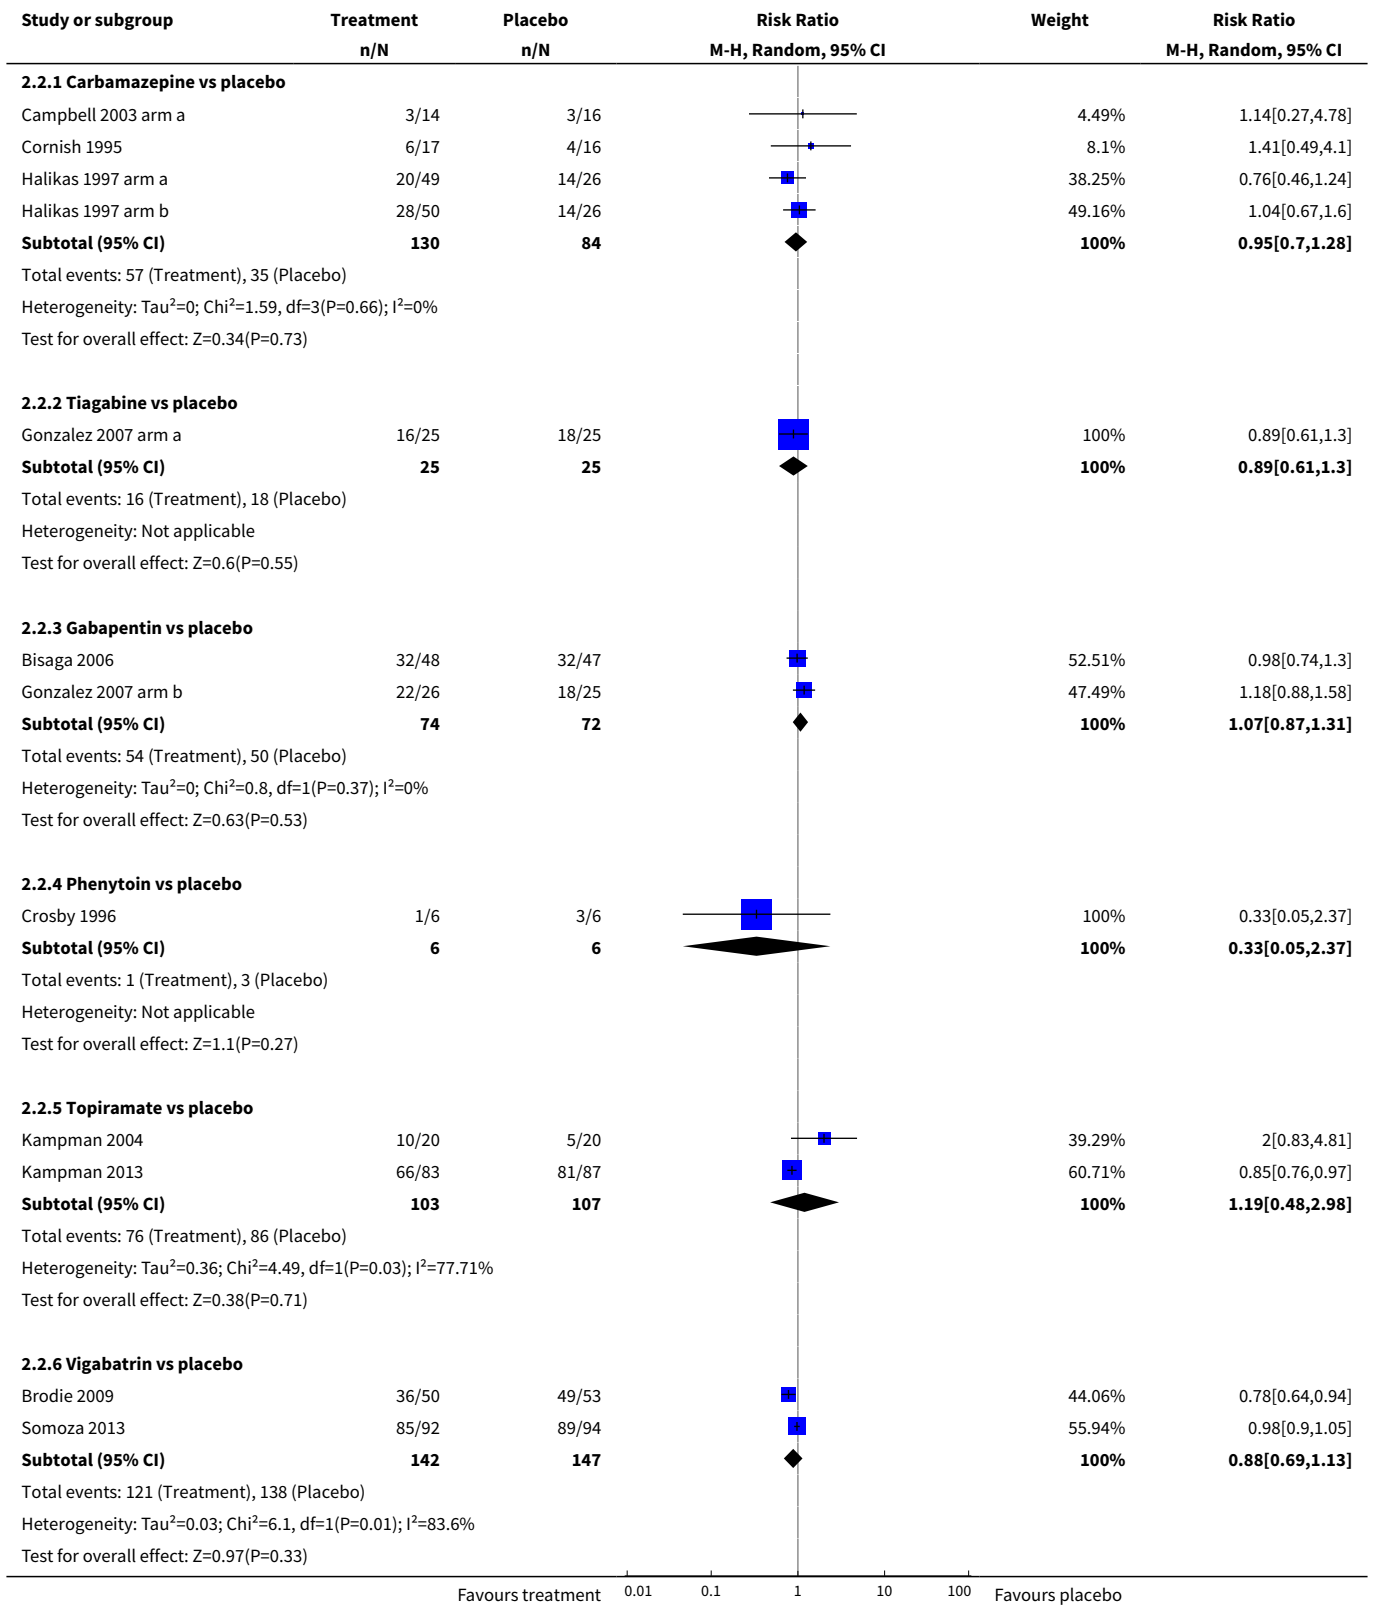 Study or subgroup Treatment Placebo Risk Ratio Weight Risk Ratio
n/N n/N M-H, Random, 95% CI M-H, Random, 95% CI
2.2.1 Carbamazepine vs placebo
Campbell 2003 arm a 3/14 3/16 4.49% 1.14[0.27,4.78]
Cornish 1995 6/17 4/16 8.1% 1.41[0.49,4.1]
Halikas 1997 arm a 20/49 14/26 38.25% 0.76[0.46,1.24]
Halikas 1997 arm b 28/50 14/26 49.16% 1.04[0.67,1.6]
Subtotal (95% CI) 130 84 100% 0.95[0.7,1.28]
Total events: 57 (Treatment), 35 (Placebo)
Heterogeneity: Tau²=0; Chi²=1.59, df=3(P=0.66); I²=0%
Test for overall effect: Z=0.34(P=0.73)
2.2.2 Tiagabine vs placebo
Gonzalez 2007 arm a 16/25 18/25 100% 0.89[0.61,1.3]
Subtotal (95% CI) 25 25 100% 0.89[0.61,1.3]
Total events: 16 (Treatment), 18 (Placebo)
Heterogeneity: Not applicable
Test for overall effect: Z=0.6(P=0.55)
2.2.3 Gabapentin vs placebo
Bisaga 2006 32/48 32/47 52.51% 0.98[0.74,1.3]
Gonzalez 2007 arm b 22/26 18/25 47.49% 1.18[0.88,1.58]
Subtotal (95% CI) 74 72 100% 1.07[0.87,1.31]
Total events: 54 (Treatment), 50 (Placebo)
Heterogeneity: Tau²=0; Chi²=0.8, df=1(P=0.37); I²=0%
Test for overall effect: Z=0.63(P=0.53)
2.2.4 Phenytoin vs placebo
Crosby 1996 1/6 3/6 100% 0.33[0.05,2.37]
Subtotal (95% CI) 6 6 100% 0.33[0.05,2.37]
Total events: 1 (Treatment), 3 (Placebo)
Heterogeneity: Not applicable
Test for overall effect: Z=1.1(P=0.27)
2.2.5 Topiramate vs placebo
Kampman 2004 10/20 5/20 39.29% 2[0.83,4.81]
Kampman 2013 66/83 81/87 60.71% 0.85[0.76,0.97]
Subtotal (95% CI) 103 107 100% 1.19[0.48,2.98]
Total events: 76 (Treatment), 86 (Placebo)
Heterogeneity: Tau²=0.36; Chi²=4.49, df=1(P=0.03); I²=77.71%
Test for overall effect: Z=0.38(P=0.71)
2.2.6 Vigabatrin vs placebo
Brodie 2009 36/50 49/53 44.06% 0.78[0.64,0.94]
Somoza 2013 85/92 89/94 55.94% 0.98[0.9,1.05]
Subtotal (95% CI) 142 147 100% 0.88[0.69,1.13]
Total events: 121 (Treatment), 138 (Placebo)
Heterogeneity: Tau²=0.03; Chi²=6.1, df=1(P=0.01); I²=83.6%
Test for overall effect: Z=0.97(P=0.33)
Favours treatment 0.01 0.1 1 10 100 Favours placebo